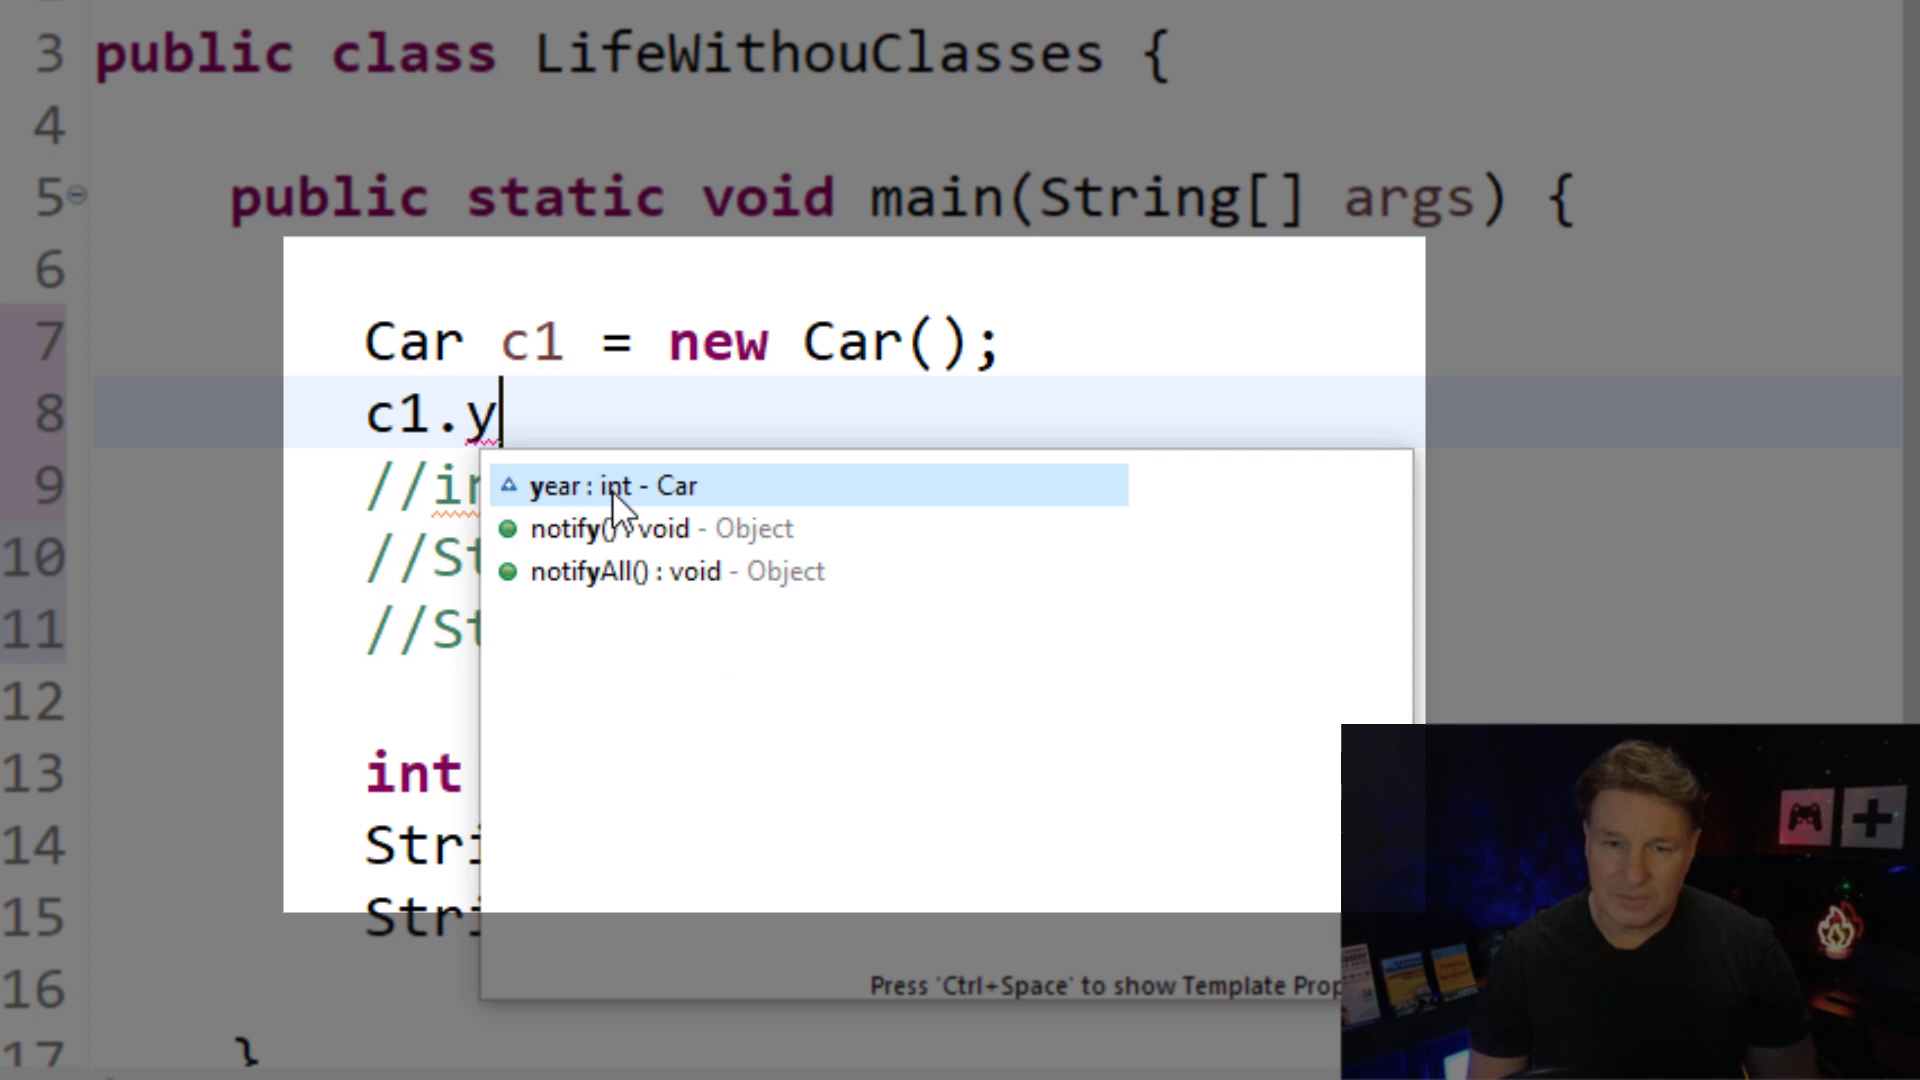 3 public class LifeWithouClasses {
4
5 public static void main(String[] args) {
6
7 Car c1 = new Car();
8 c1.y
9 //in
year : int - Car
notify() : void - Object
10 //St
notifyAll() : void - Object
11 //St
12
13 int
14 Stri
15 Stri
16
Press 'Ctrl+Space' to show Template Prop
17 }